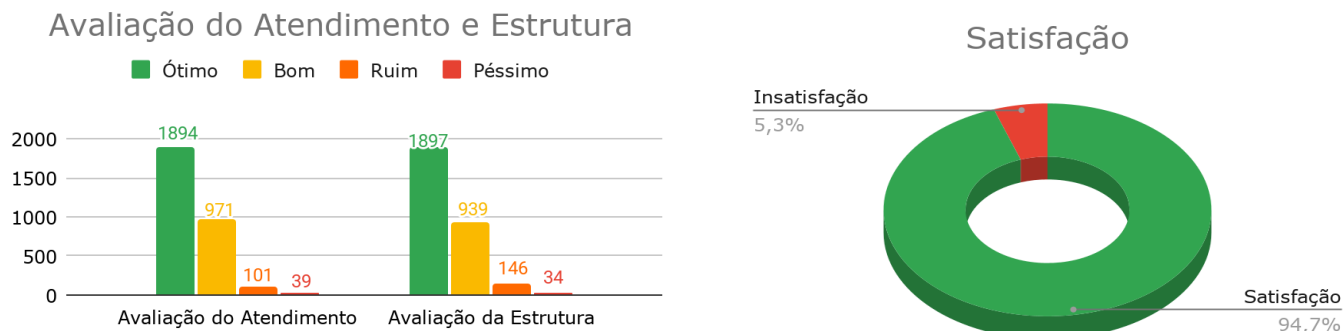 Avaliação do Atendimento e Estrutura
Ótimo Bom Ruim Péssimo
2000
1500
1000
500
0
1894
971
101
39
1897
939
146
34
Avaliação do Atendimento
Avaliação da Estrutura
Satisfação
Insatisfação
5,3%
Satisfação
94,7%